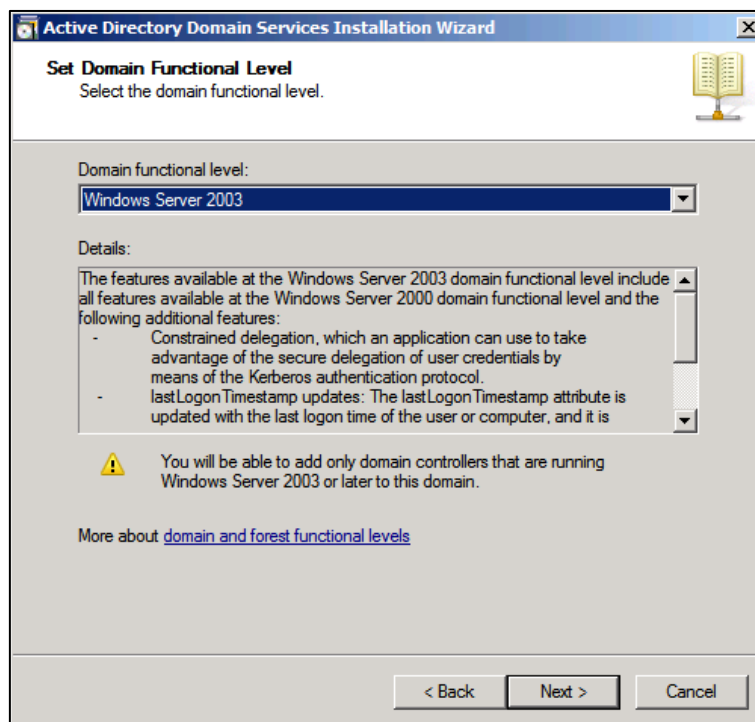 Active Directory Domain Services Installation Wizard
Set Domain Functional Level
Select the domain functional level.
Domain functional level:
Windows Server 2003
Details:
The features available at the Windows Server 2003 domain functional level include
all features available at the Windows Server 2000 domain functional level and the
following additional features:
- Constrained delegation, which an application can use to take
advantage of the secure delegation of user credentials by
means of the Kerberos authentication protocol.
- lastLogonTimestamp updates: The lastLogonTimestamp attribute is
updated with the last logon time of the user or computer, and it is
You will be able to add only domain controllers that are running
Windows Server 2003 or later to this domain.
More about domain and forest functional levels
< Back Next > Cancel